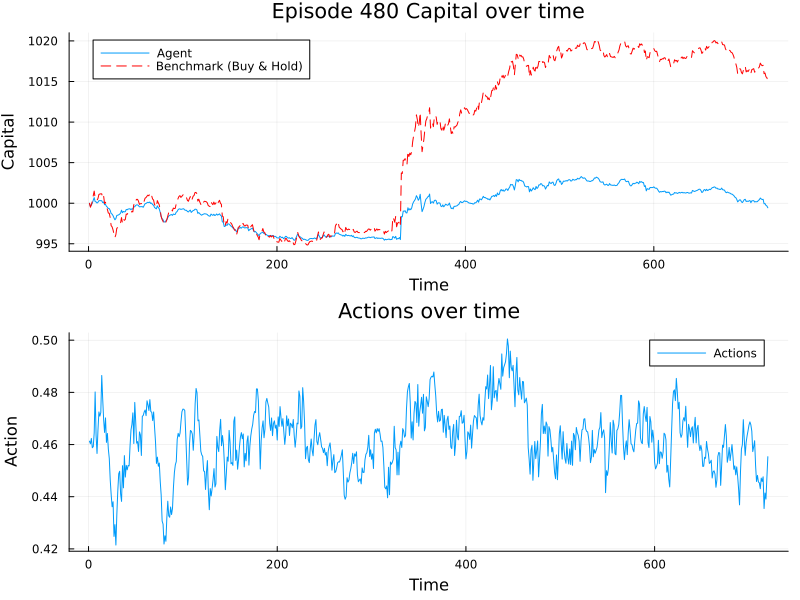 Episode 480 Capital over time
Capital
1020
1015
1010
1005
1000
995
Agent
Benchmark (Buy & Hold)
0
200
400
600
Time
Actions over time
Action
0.50
0.48
0.46
0.44
0.42
Actions
0
200
400
600
Time